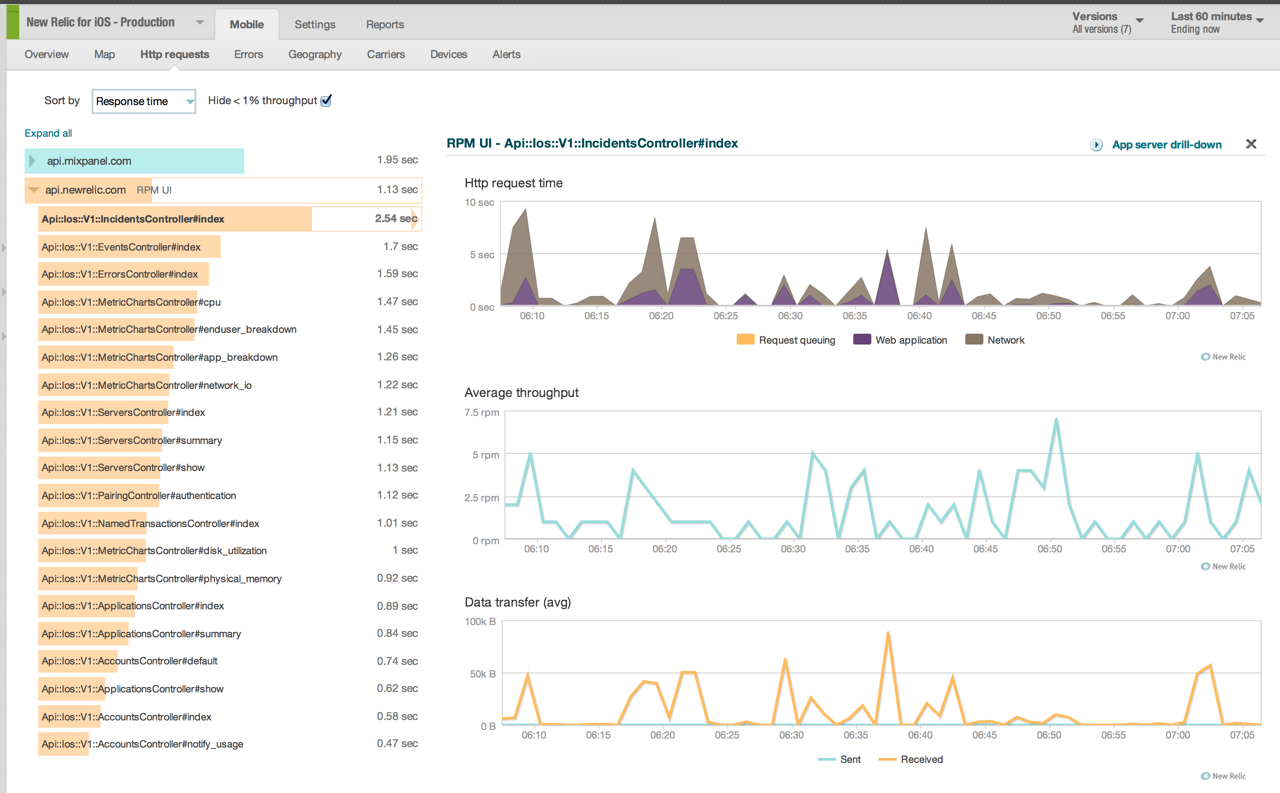 New Relic for iOS - Production
Mobile
Settings
Reports
Versions
All versions (7)
Last 60 minutes
Ending now
Overview
Map
Http requests
Errors
Geography
Carriers
Devices
Alerts
Sort by
Response time
Hide < 1% throughput
Expand all
api.mixpanel.com 1.95 sec
api.newrelic.com RPM UI 1.13 sec
Api::Ios::V1::IncidentsController#index 2.54 sec
Api::Ios::V1::EventsController#index 1.7 sec
Api::Ios::V1::ErrorsController#index 1.59 sec
Api::Ios::V1::MetricChartsController#cpu 1.47 sec
Api::Ios::V1::MetricChartsController#enduser_breakdown 1.45 sec
Api::Ios::V1::MetricChartsController#app_breakdown 1.26 sec
Api::Ios::V1::MetricChartsController#network_io 1.22 sec
Api::Ios::V1::ServersController#index 1.21 sec
Api::Ios::V1::ServersController#summary 1.15 sec
Api::Ios::V1::ServersController#show 1.13 sec
Api::Ios::V1::PairingController#authentication 1.12 sec
Api::Ios::V1::NamedTransactionsController#index 1.01 sec
Api::Ios::V1::MetricChartsController#disk_utilization 1 sec
Api::Ios::V1::MetricChartsController#physical_memory 0.92 sec
Api::Ios::V1::ApplicationsController#index 0.89 sec
Api::Ios::V1::ApplicationsController#summary 0.84 sec
Api::Ios::V1::AccountsController#default 0.74 sec
Api::Ios::V1::ApplicationsController#show 0.62 sec
Api::Ios::V1::AccountsController#index 0.58 sec
Api::Ios::V1::AccountsController#notify_usage 0.47 sec
RPM UI - Api::Ios::V1::IncidentsController#index
App server drill-down
Http request time
10 sec
5 sec
0 sec
06:10 06:15 06:20 06:25 06:30 06:35 06:40 06:45 06:50 06:55 07:00 07:05
Request queuing Web application Network
New Relic
Average throughput
7.5 rpm
5 rpm
2.5 rpm
0 rpm
06:10 06:15 06:20 06:25 06:30 06:35 06:40 06:45 06:50 06:55 07:00 07:05
New Relic
Data transfer (avg)
100k B
50k B
0 B
06:10 06:15 06:20 06:25 06:30 06:35 06:40 06:45 06:50 06:55 07:00 07:05
Sent Received
New Relic